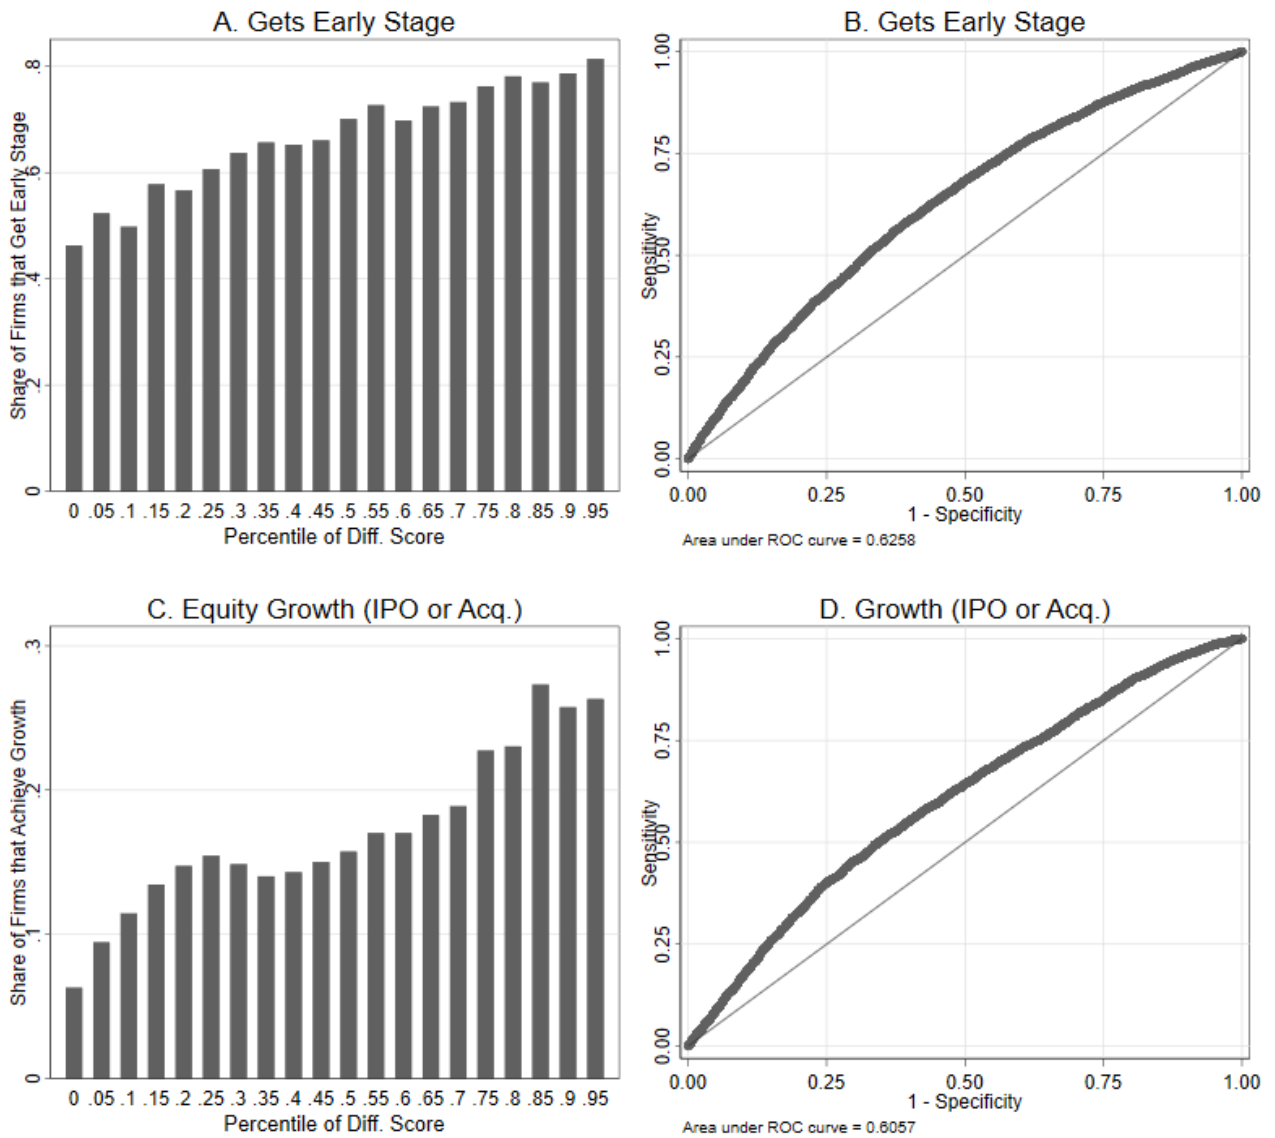 A. Gets Early Stage
Share of Firms that Get Early Stage
.8
.6
.4
.2
0
0 .05 .1 .15 .2 .25 .3 .35 .4 .45 .5 .55 .6 .65 .7 .75 .8 .85 .9 .95
Percentile of Diff. Score
B. Gets Early Stage
Sensitivity
1.00
0.75
0.50
0.25
0.00
0.00 0.25 0.50 0.75 1.00
1 - Specificity
Area under ROC curve = 0.6258
C. Equity Growth (IPO or Acq.)
Share of Firms that Achieve Growth
.3
.2
.1
0
0 .05 .1 .15 .2 .25 .3 .35 .4 .45 .5 .55 .6 .65 .7 .75 .8 .85 .9 .95
Percentile of Diff. Score
D. Growth (IPO or Acq.)
Sensitivity
1.00
0.75
0.50
0.25
0.00
0.00 0.25 0.50 0.75 1.00
1 - Specificity
Area under ROC curve = 0.6057